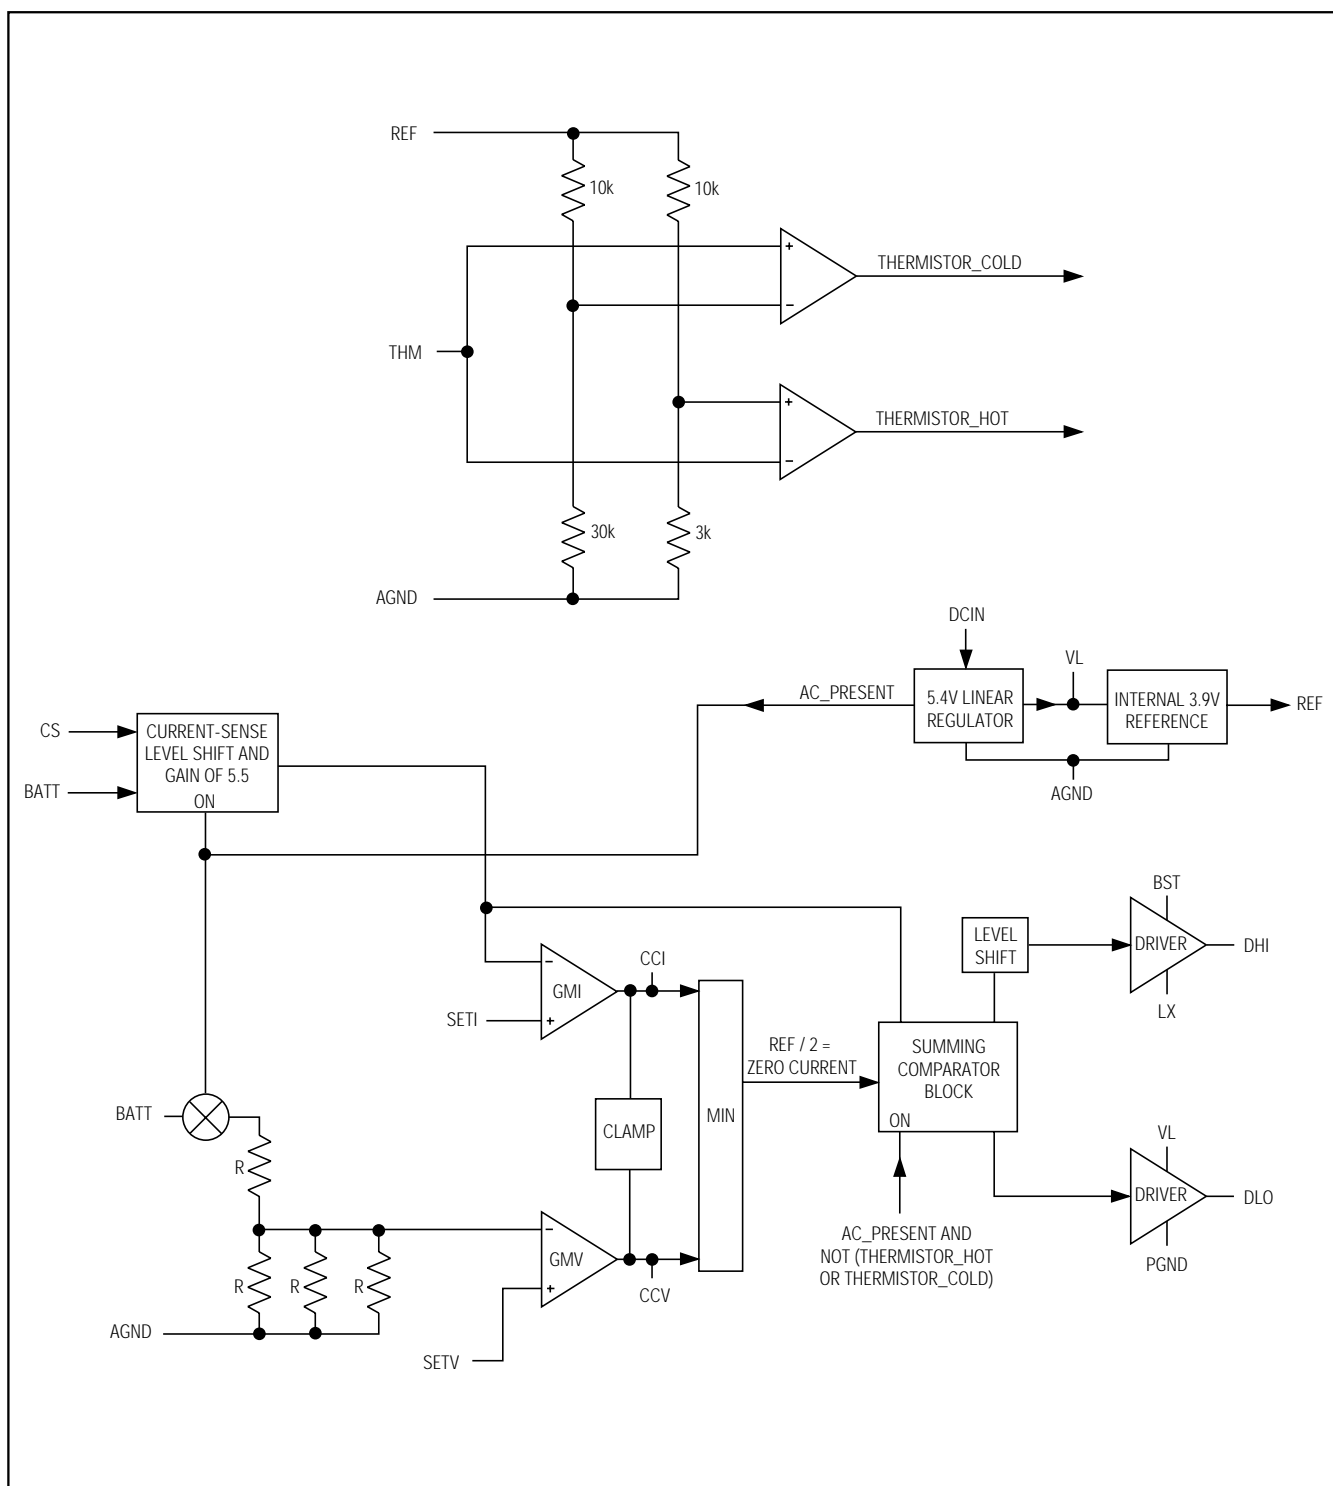 REF
10k
10k
+
THERMISTOR_COLD
−
THM
+
THERMISTOR_HOT
−
30k
3k
AGND
DCIN
VL
AC_PRESENT
5.4V LINEAR
REGULATOR
INTERNAL 3.9V
REFERENCE
REF
AGND
CS
BATT
CURRENT-SENSE
LEVEL SHIFT AND
GAIN OF 5.5
ON
BST
LEVEL
SHIFT
DRIVER
DHI
LX
−
GMI
+
SETI
CCI
REF / 2 =
ZERO CURRENT
SUMMING
COMPARATOR
BLOCK
ON
BATT
CLAMP
MIN
R
VL
DRIVER
DLO
PGND
AC_PRESENT AND
NOT (THERMISTOR_HOT
OR THERMISTOR_COLD)
−
GMV
+
CCV
R
R
R
AGND
SETV